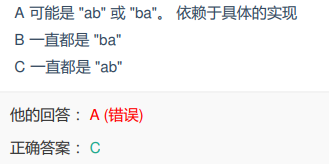 A 可能是 "ab" 或 "ba"。 依赖于具体的实现
B 一直都是 "ba"
C 一直都是 "ab"
他的回答： A (错误)
正确答案： C